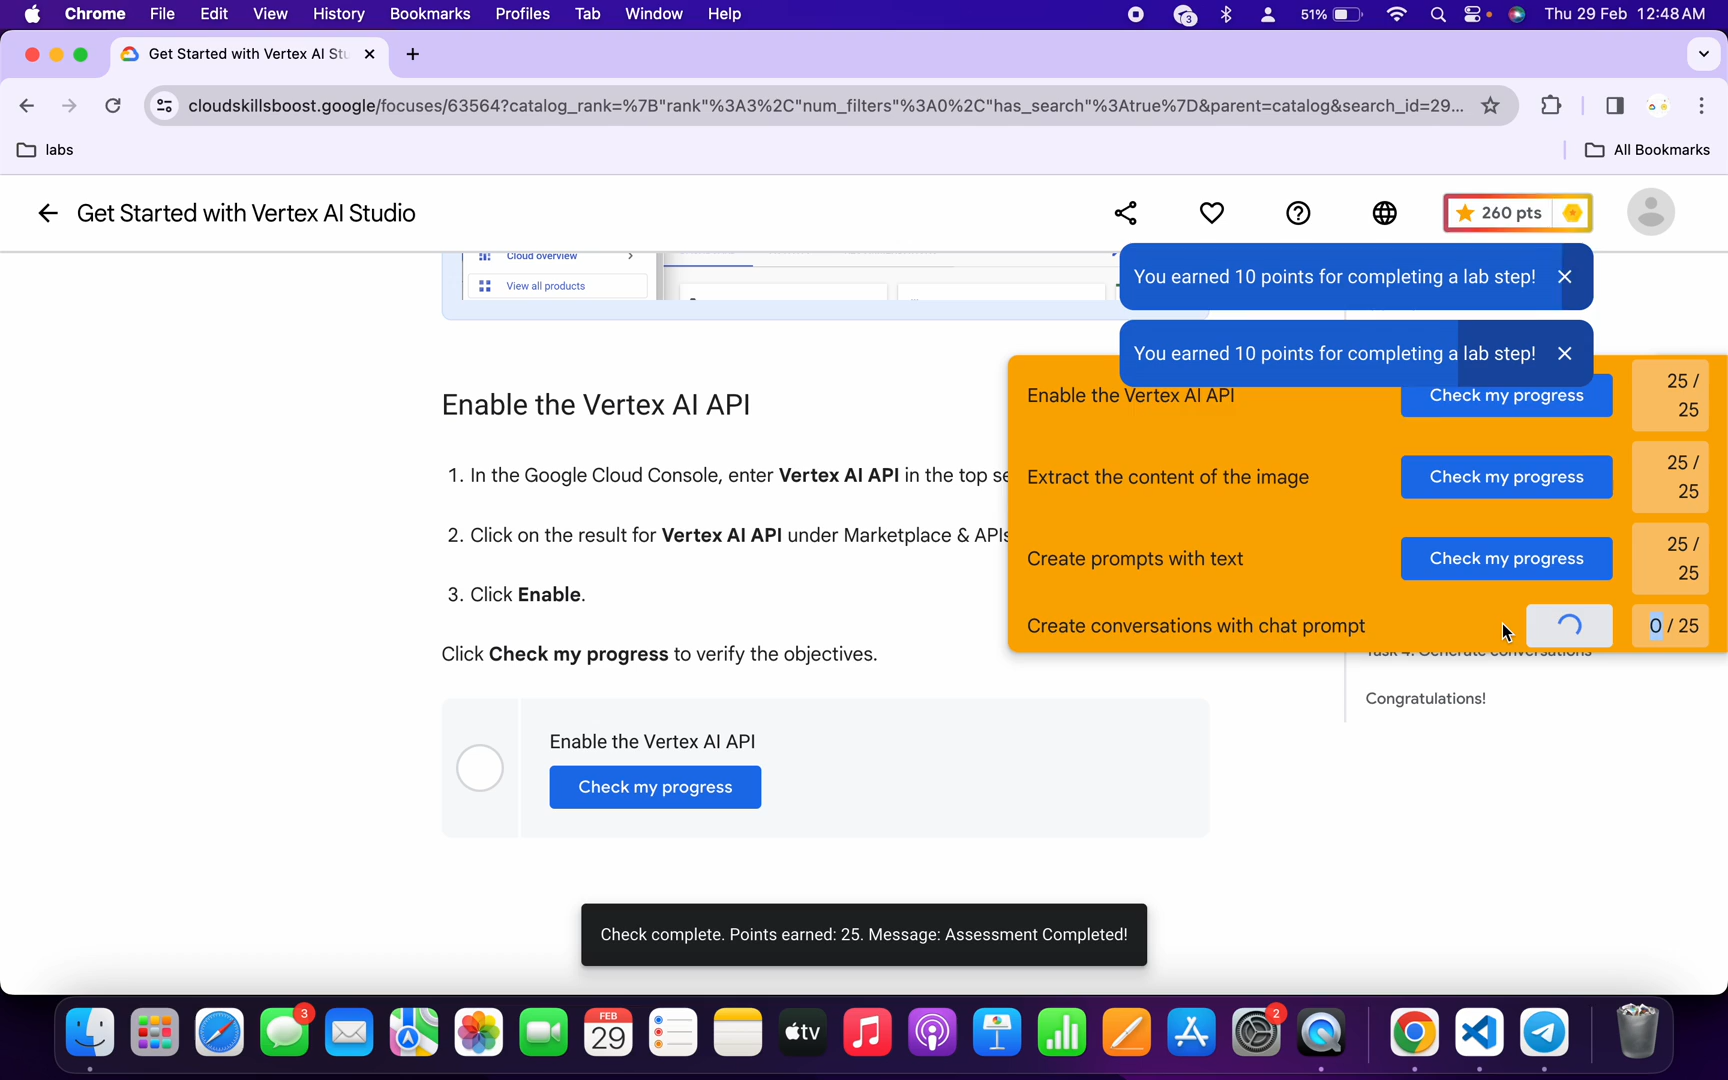 Chrome File Edit View History Bookmarks Profiles Tab Window Help 3 51% Thu 29 Feb 12:48 AM
Get Started with Vertex AI Stu
cloudskillsboost.google/focuses/63564?catalog_rank=%7B"rank"%3A3%2C"num_filters"%3A0%2C"has_search"%3Atrue%7D&parent=catalog&search_id=29...
labs
All Bookmarks
Get Started with Vertex AI Studio
260 pts
Cloud overview
View all products
You earned 10 points for completing a lab step!
You earned 10 points for completing a lab step!
Enable the Vertex AI API Check my progress 25 /
25
Extract the content of the image Check my progress 25 /
25
Create prompts with text Check my progress 25 /
25
Create conversations with chat prompt 0 / 25
Enable the Vertex AI API
1. In the Google Cloud Console, enter Vertex AI API in the top se
2. Click on the result for Vertex AI API under Marketplace & APIs
3. Click Enable.
Click Check my progress to verify the objectives.
Task 4. Generate conversations
Congratulations!
Enable the Vertex AI API
Check my progress
Check complete. Points earned: 25. Message: Assessment Completed!
3
FEB
29
tv
2